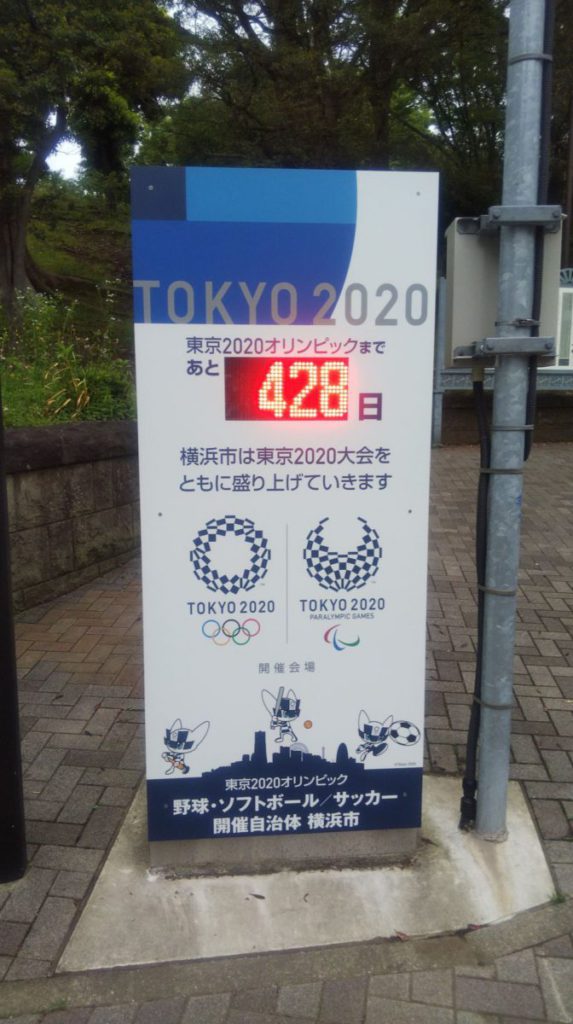 TOKYO 2020
東京2020オリンピックまで
あと 428 日
横浜市は東京2020大会を
ともに盛り上げていきます
TOKYO 2020
TOKYO 2020
PARALYMPIC GAMES
開催会場
東京2020オリンピック
野球・ソフトボール/サッカー
開催自治体 横浜市